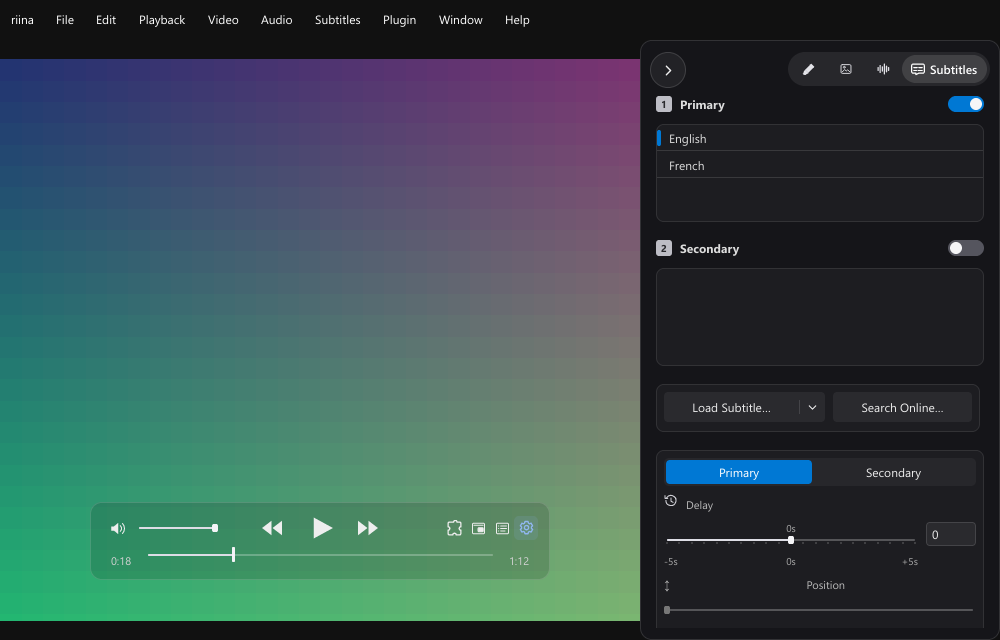 riina File Edit Playback Video Audio Subtitles Plugin Window Help
Subtitles
1 Primary
English
French
2 Secondary
Load Subtitle... Search Online...
Primary Secondary
Delay
0s
0
-5s 0s +5s
Position
0:18 1:12